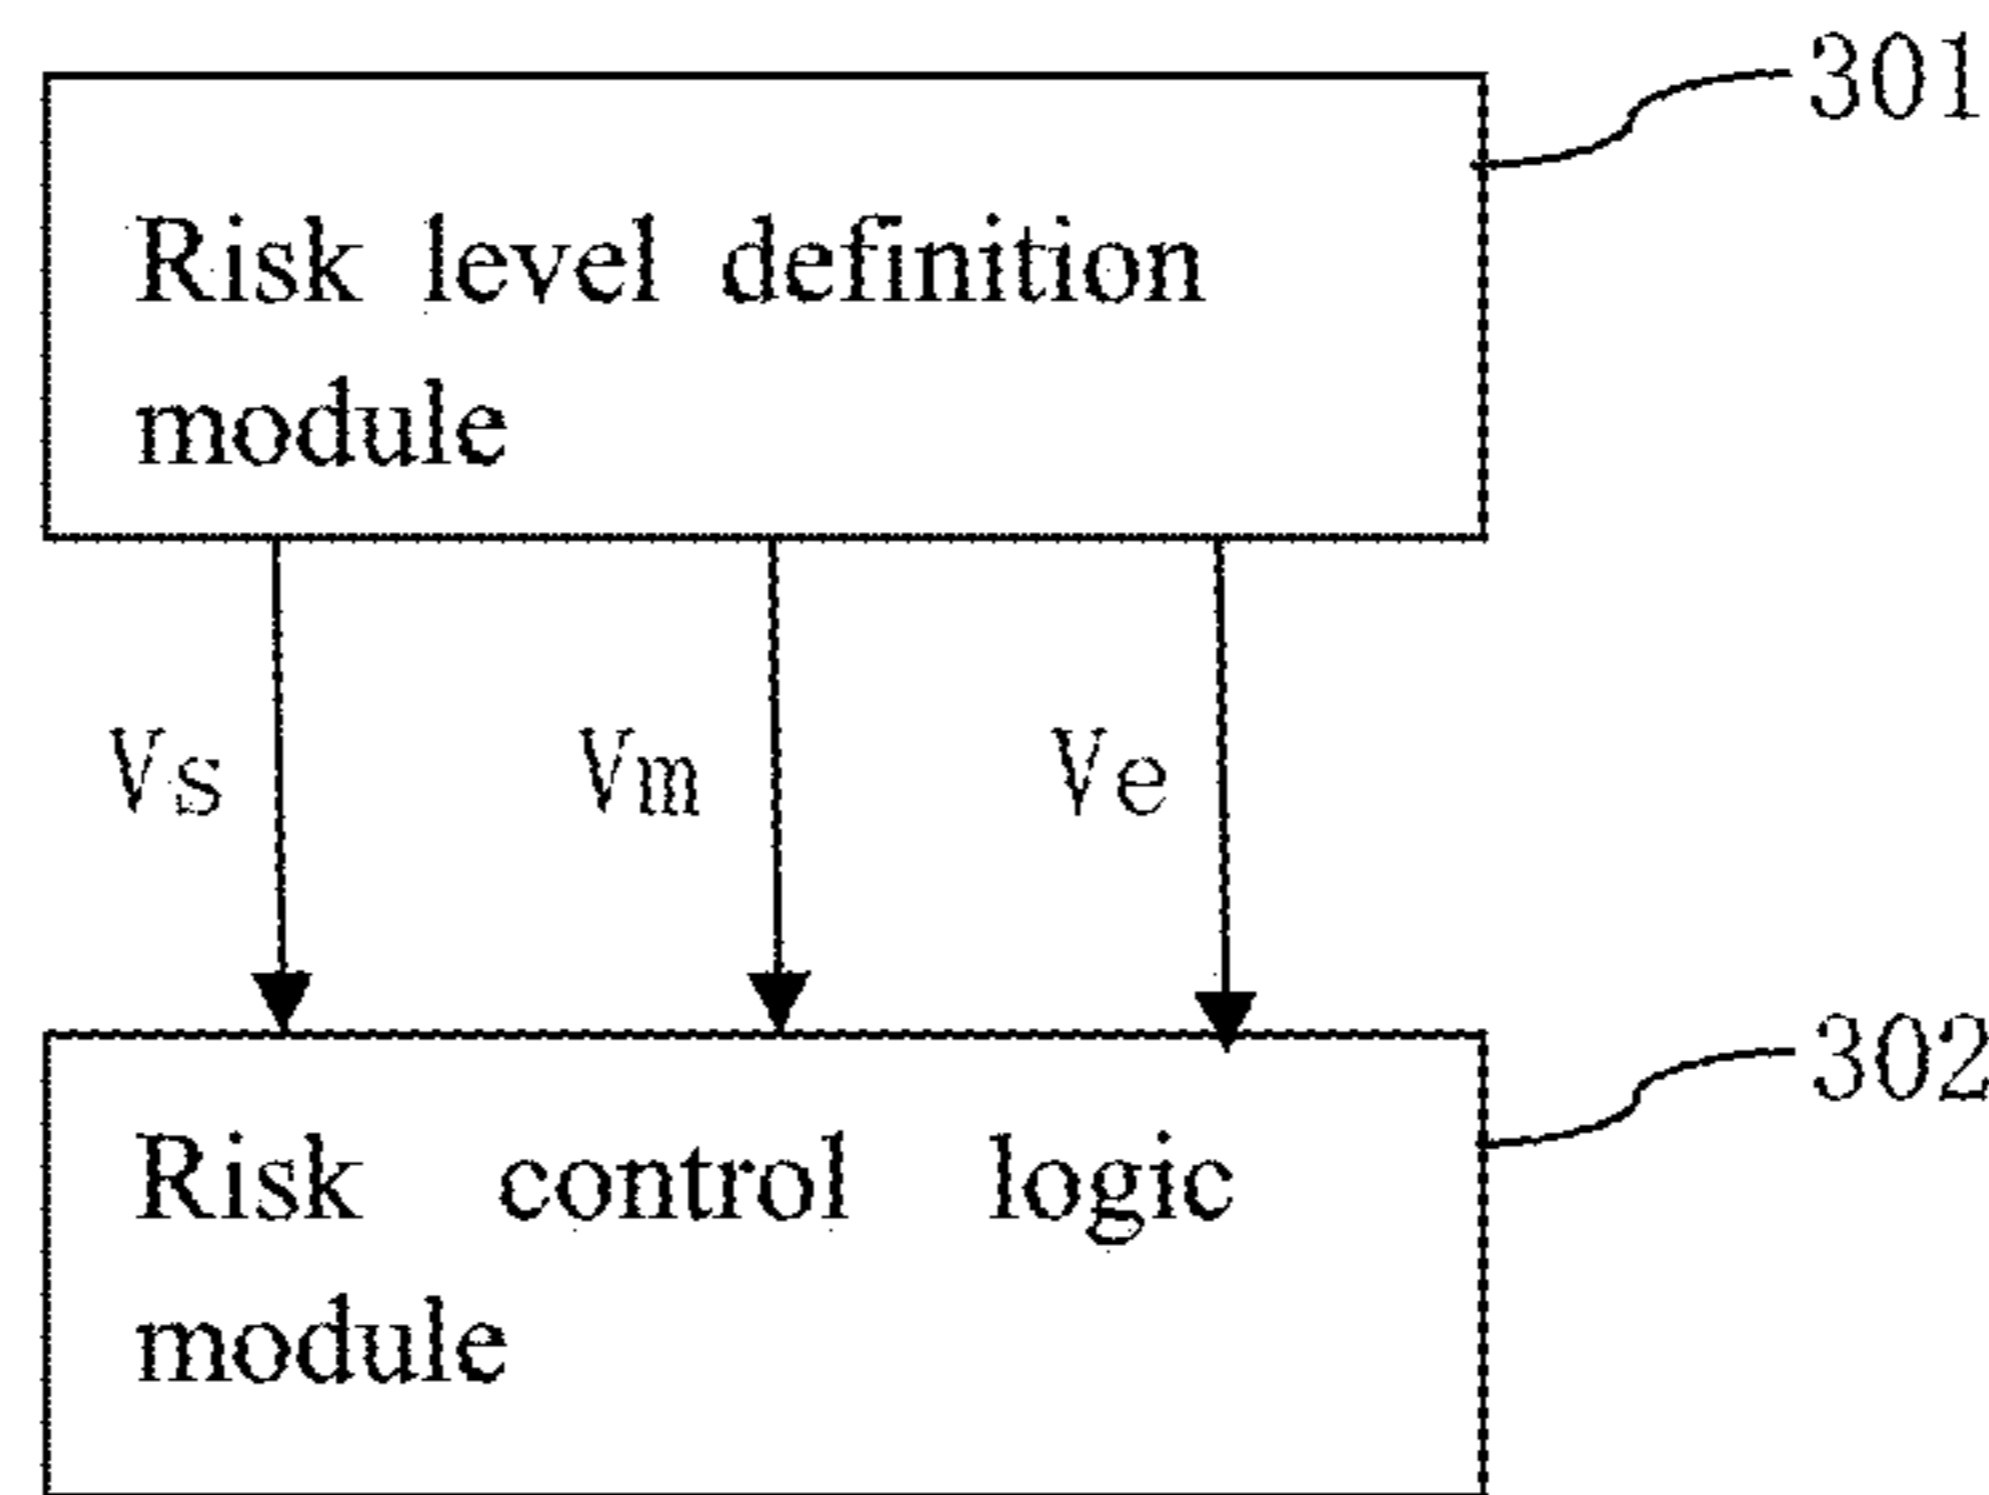 301
Risk level definition
module
Vs Vm Ve
302
Risk control logic
module